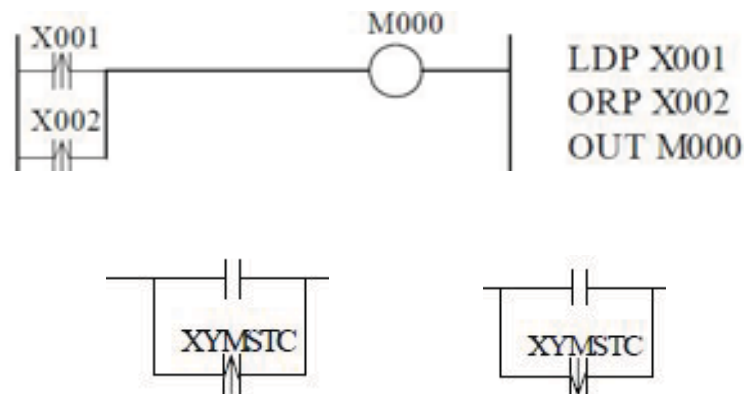 X001
M000
X002
LDP X001
ORP X002
OUT M000
XYMSTC
XYMSTC